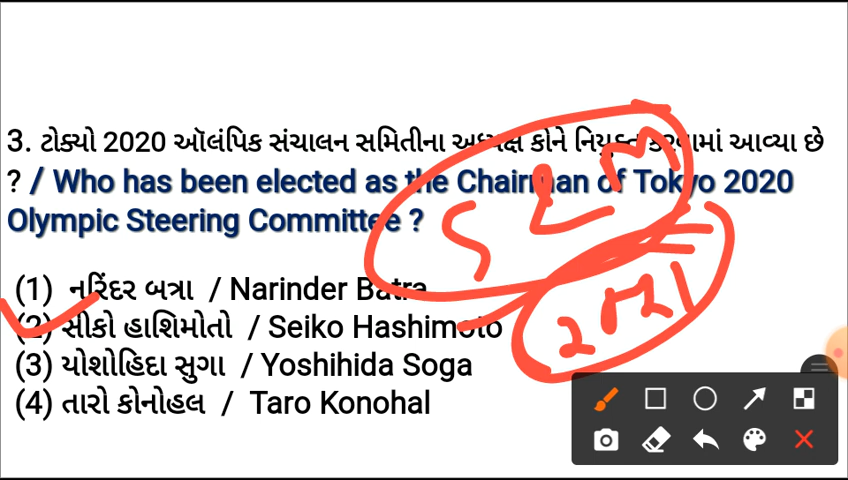 3. ટોક્યો 2020 ઑલંપિક સંચાલન સમિતીના અધ્યક્ષ કોને નિયુક્ત કરવામાં આવ્યા છે
? / Who has been elected as the Chairman of Tokyo 2020
Olympic Steering Committee ?
(1) નરિંદર બત્રા / Narinder Batra
(2) સીકો હાશિમોતો / Seiko Hashimoto
(3) યોશોહિદા સુગા / Yoshihida Soga
(4) તારો કોનોહલ / Taro Konohal
2021